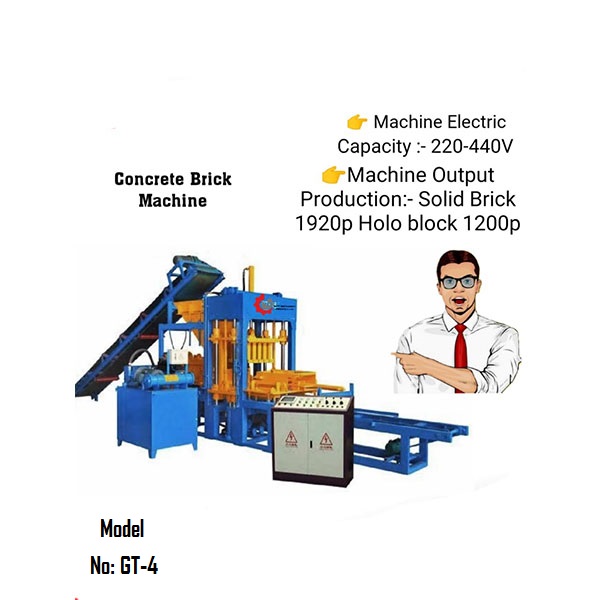 👉 Machine Electric
Capacity :- 220-440V
👉Machine Output
Production:- Solid Brick
1920p Holo block 1200p
Concrete Brick
Machine
Model
No: GT-4